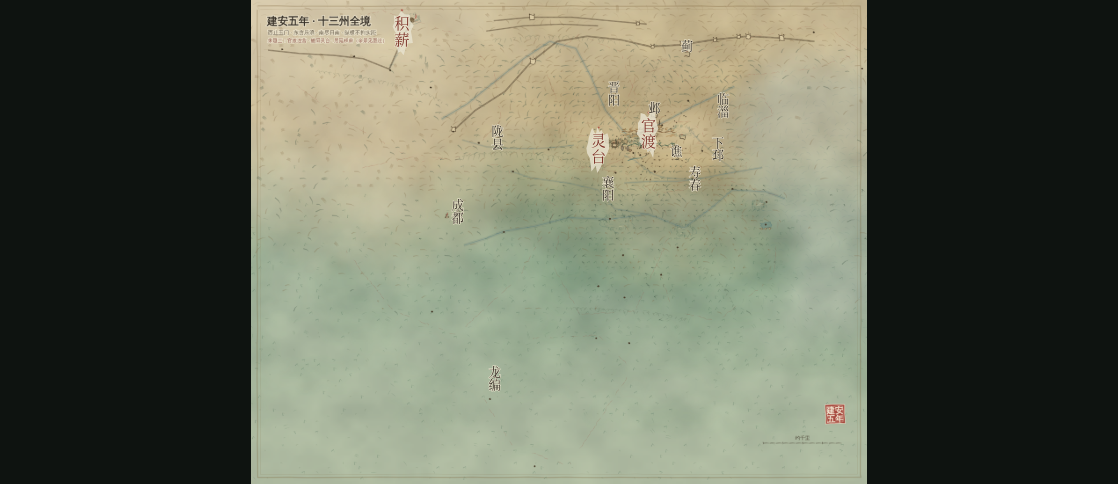 建安五年·十三州全境
积薪
蓟
晋阳
邺
临淄
官渡
灵台
陇县
谯
下邳
寿春
襄阳
成都
龙编
建安
五年